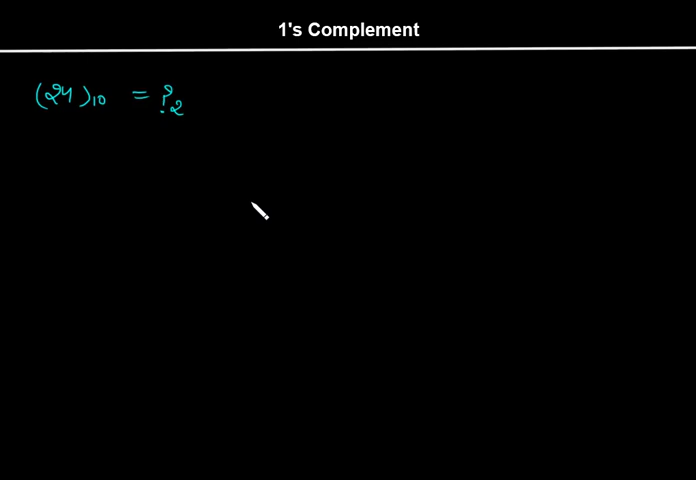 1's Complement
(24)₁₀ = ?₂